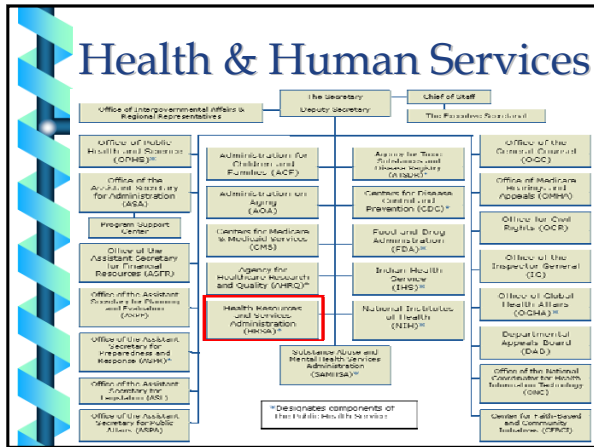 Health & Human Services
The Secretary
Deputy Secretary
Chief of Staff
The Executive Secretariat
Office of Intergovernmental Affairs &
Regional Representatives
Office of Public
Health and Science
(OPHS)*
Office of the
Assistant Secretary
for Administration
(ASA)
Program Support
Center
Office of the
Assistant Secretary
for Financial
Resources (ASFR)
Office of the Assistant
Secretary for Planning
and Evaluation
(ASPE)
Office of the
Assistant Secretary
for Preparedness and
Response (ASPR)*
Office of the
Assistant Secretary for
Legislation (ASL)
Office of the Assistant
Secretary for Public
Affairs (ASPA)
Administration for
Children and
Families (ACF)
Administration on
Aging
(AOA)
Centers for Medicare
& Medicaid Services
(CMS)
Agency for
Healthcare Research
and Quality (AHRQ)*
Health Resources
and Services
Administration
(HRSA)*
Agency for Toxic
Substances and
Disease Registry
(ATSDR)*
Centers for Disease
Control and
Prevention (CDC)*
Food and Drug
Administration
(FDA)*
Indian Health
Service
(IHS)*
National Institutes
of Health
(NIH)*
Substance Abuse and
Mental Health Services
Administration
(SAMHSA)*
Office of the
General Counsel
(OGC)
Office of Medicare
Hearings and
Appeals (OMHA)
Office for Civil
Rights (OCR)
Office of the
Inspector General
(IG)
Office of Global
Health Affairs
(OGHA)*
Departmental
Appeals Board
(DAB)
Office of the National
Coordinator for Health
Information Technology
(ONC)
Center for Faith-Based
and Community
Initiatives (CFBCI)
*Designates components of
the Public Health Service